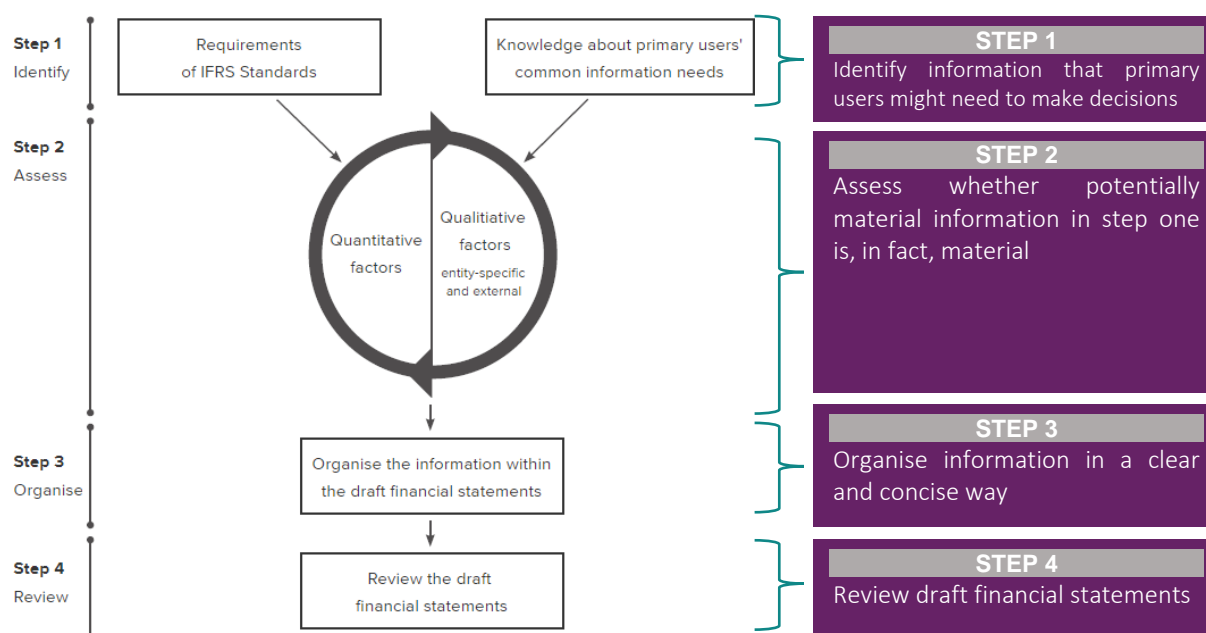 Step 1
Identify
Requirements
of IFRS Standards
Knowledge about primary users'
common information needs
STEP 1
Identify information that primary
users might need to make decisions
Step 2
Assess
Quantitative
factors
Qualitiative
factors
entity-specific
and external
STEP 2
Assess whether potentially
material information in step one
is, in fact, material
Step 3
Organise
Organise the information within
the draft financial statements
STEP 3
Organise information in a clear
and concise way
Step 4
Review
Review the draft
financial statements
STEP 4
Review draft financial statements